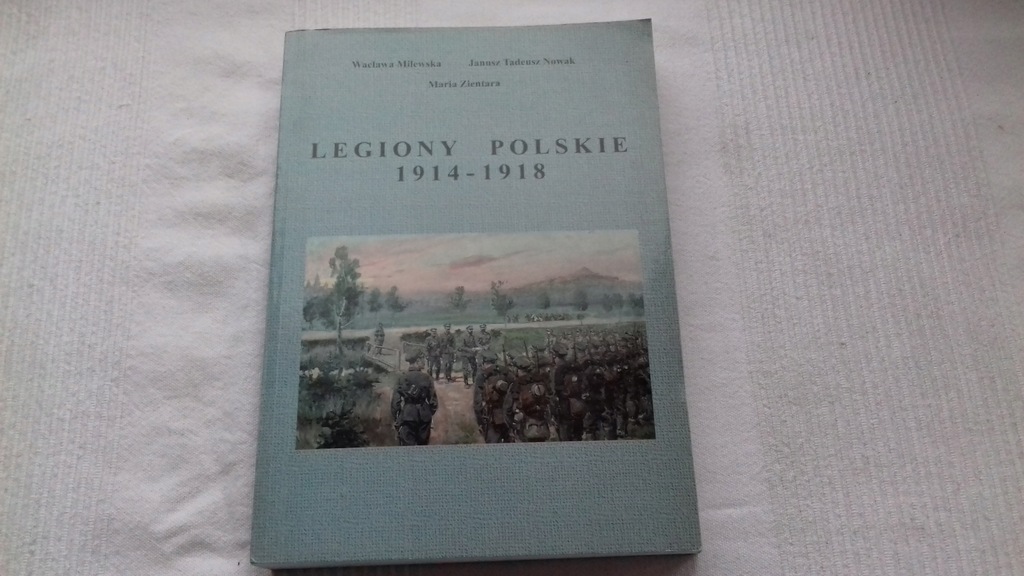 Wacława Milewska Janusz Tadeusz Nowak
Maria Zientara
LEGIONY POLSKIE
1914-1918